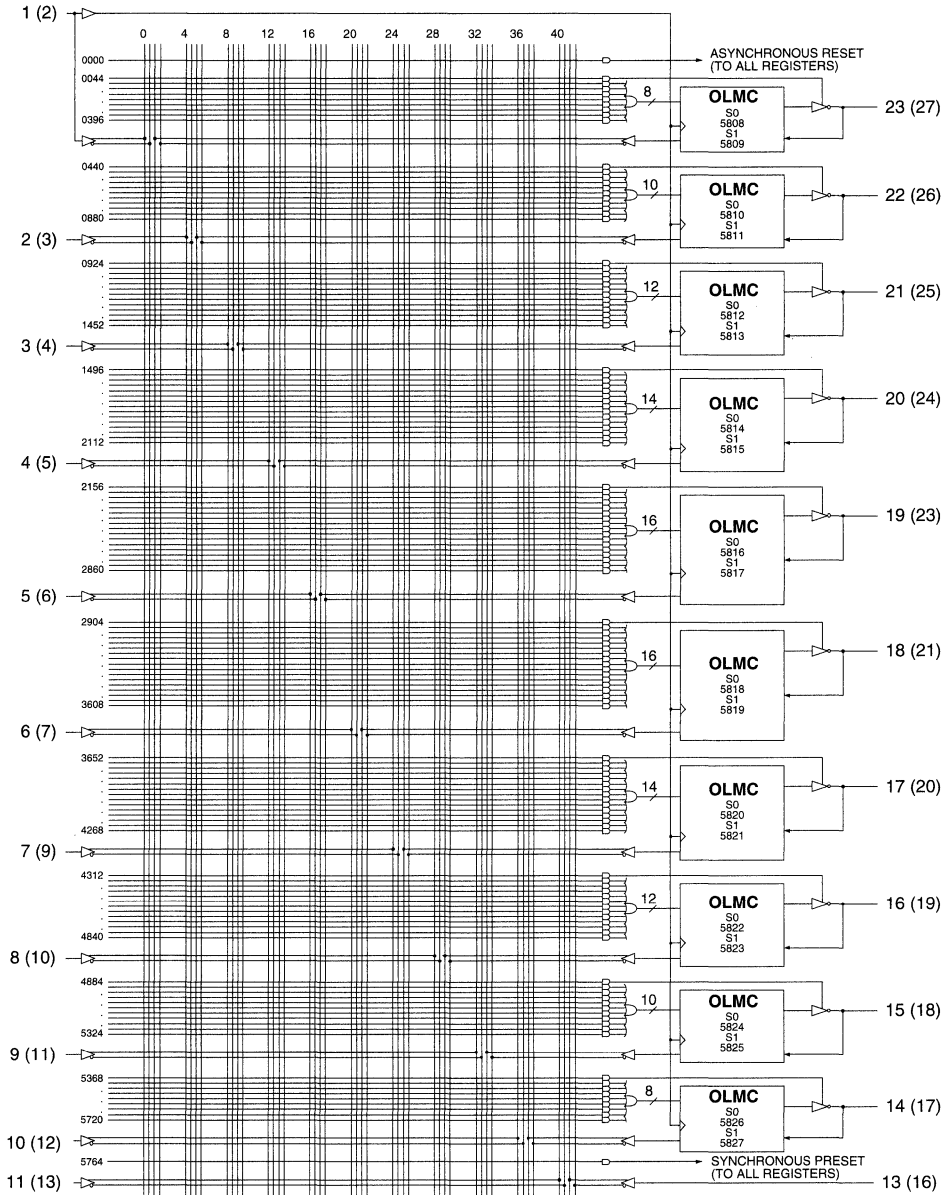 1 (2)
0 4 8 12 16 20 24 28 32 36 40
0000
ASYNCHRONOUS RESET
(TO ALL REGISTERS)
0044
0396
8
OLMC
S0
5808
S1
5809
23 (27)
0440
0880
10
OLMC
S0
5810
S1
5811
22 (26)
2 (3)
0924
1452
12
OLMC
S0
5812
S1
5813
21 (25)
3 (4)
1496
2112
14
OLMC
S0
5814
S1
5815
20 (24)
4 (5)
2156
2860
16
OLMC
S0
5816
S1
5817
19 (23)
5 (6)
2904
3608
16
OLMC
S0
5818
S1
5819
18 (21)
6 (7)
3652
4268
14
OLMC
S0
5820
S1
5821
17 (20)
7 (9)
4312
4840
12
OLMC
S0
5822
S1
5823
16 (19)
8 (10)
4884
5324
10
OLMC
S0
5824
S1
5825
15 (18)
9 (11)
5368
5720
8
OLMC
S0
5826
S1
5827
14 (17)
10 (12)
5764
SYNCHRONOUS PRESET
(TO ALL REGISTERS)
11 (13)
13 (16)